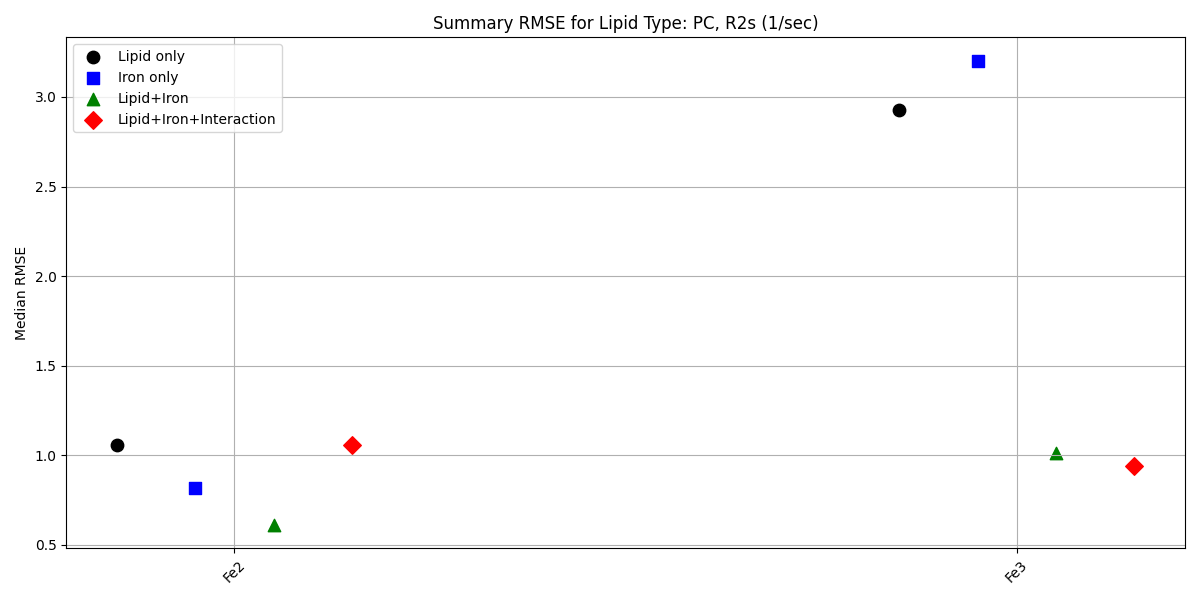 Summary RMSE for Lipid Type: PC, R2s (1/sec)
Lipid only
Iron only
Lipid+Iron
Lipid+Iron+Interaction
Median RMSE
3.0
2.5
2.0
1.5
1.0
0.5
Fe2
Fe3